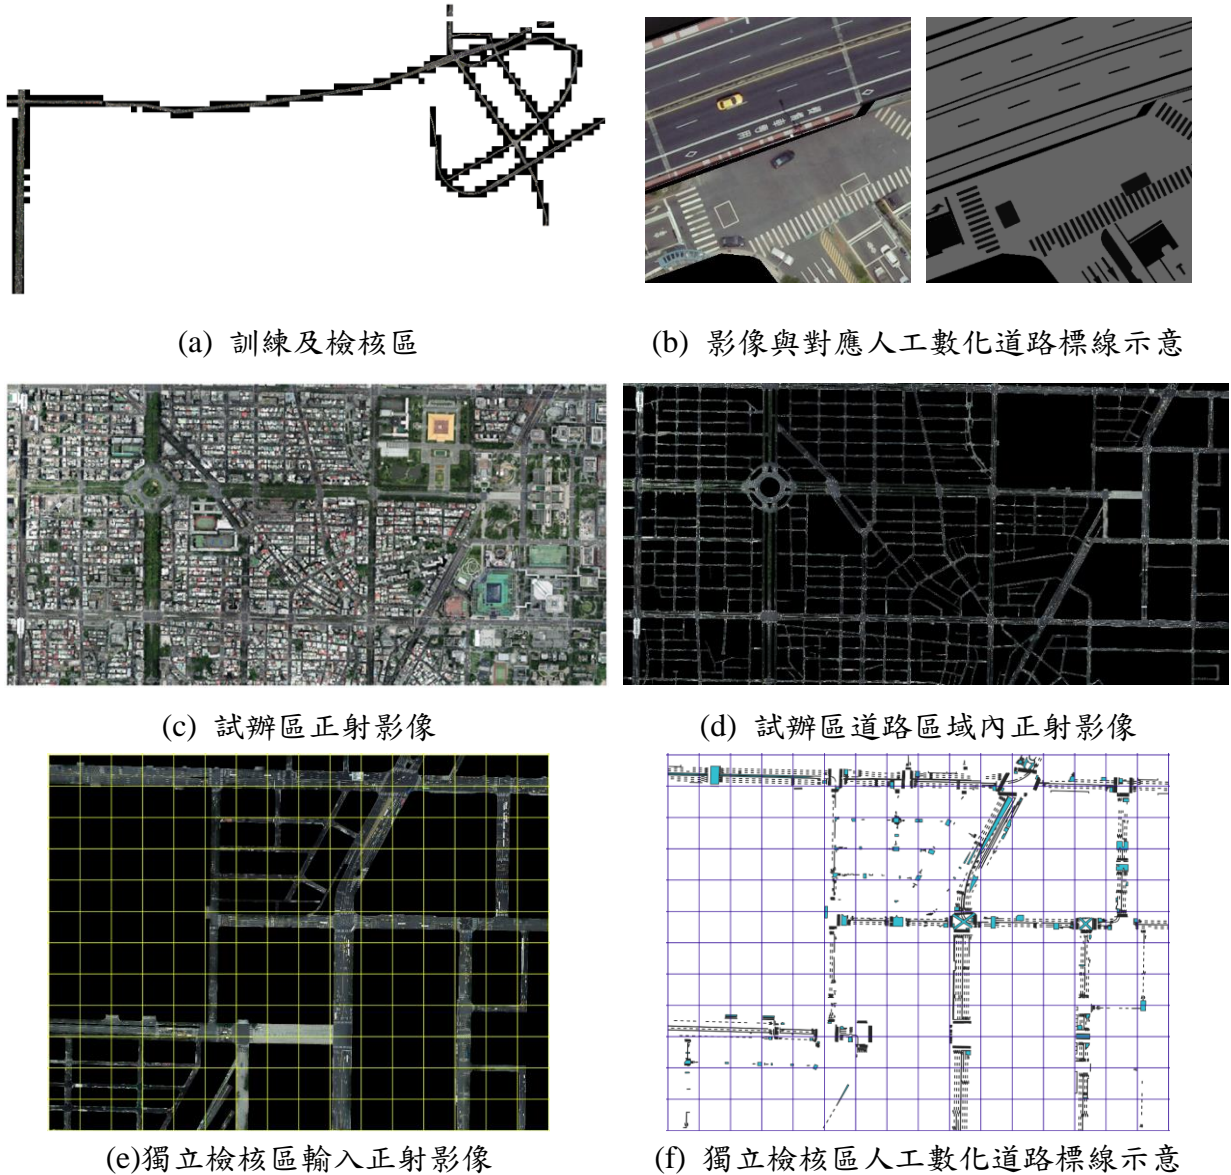 (a) 訓練及檢核區
(b) 影像與對應人工數化道路標線示意
(c) 試辦區正射影像
(d) 試辦區道路區域內正射影像
(e)獨立檢核區輸入正射影像
(f) 獨立檢核區人工數化道路標線示意